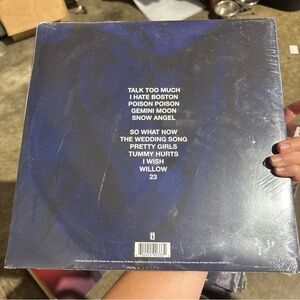 TALK TOO MUCH
I HATE BOSTON
POISON POISON
GEMINI MOON
SNOW ANGEL
SO WHAT NOW
THE WEDDING SONG
PRETTY GIRLS
TUMMY HURTS
I WISH
WILLOW
23